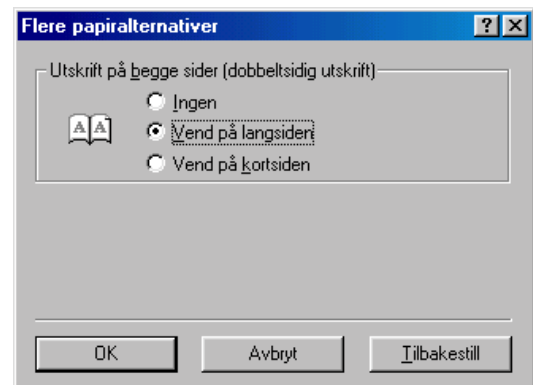 Flere papiralternativer
Utskrift på begge sider (dobbeltsidig utskrift)
Ingen
A A
Vend på langsiden
Vend på kortsiden
OK Avbryt Tilbakestill